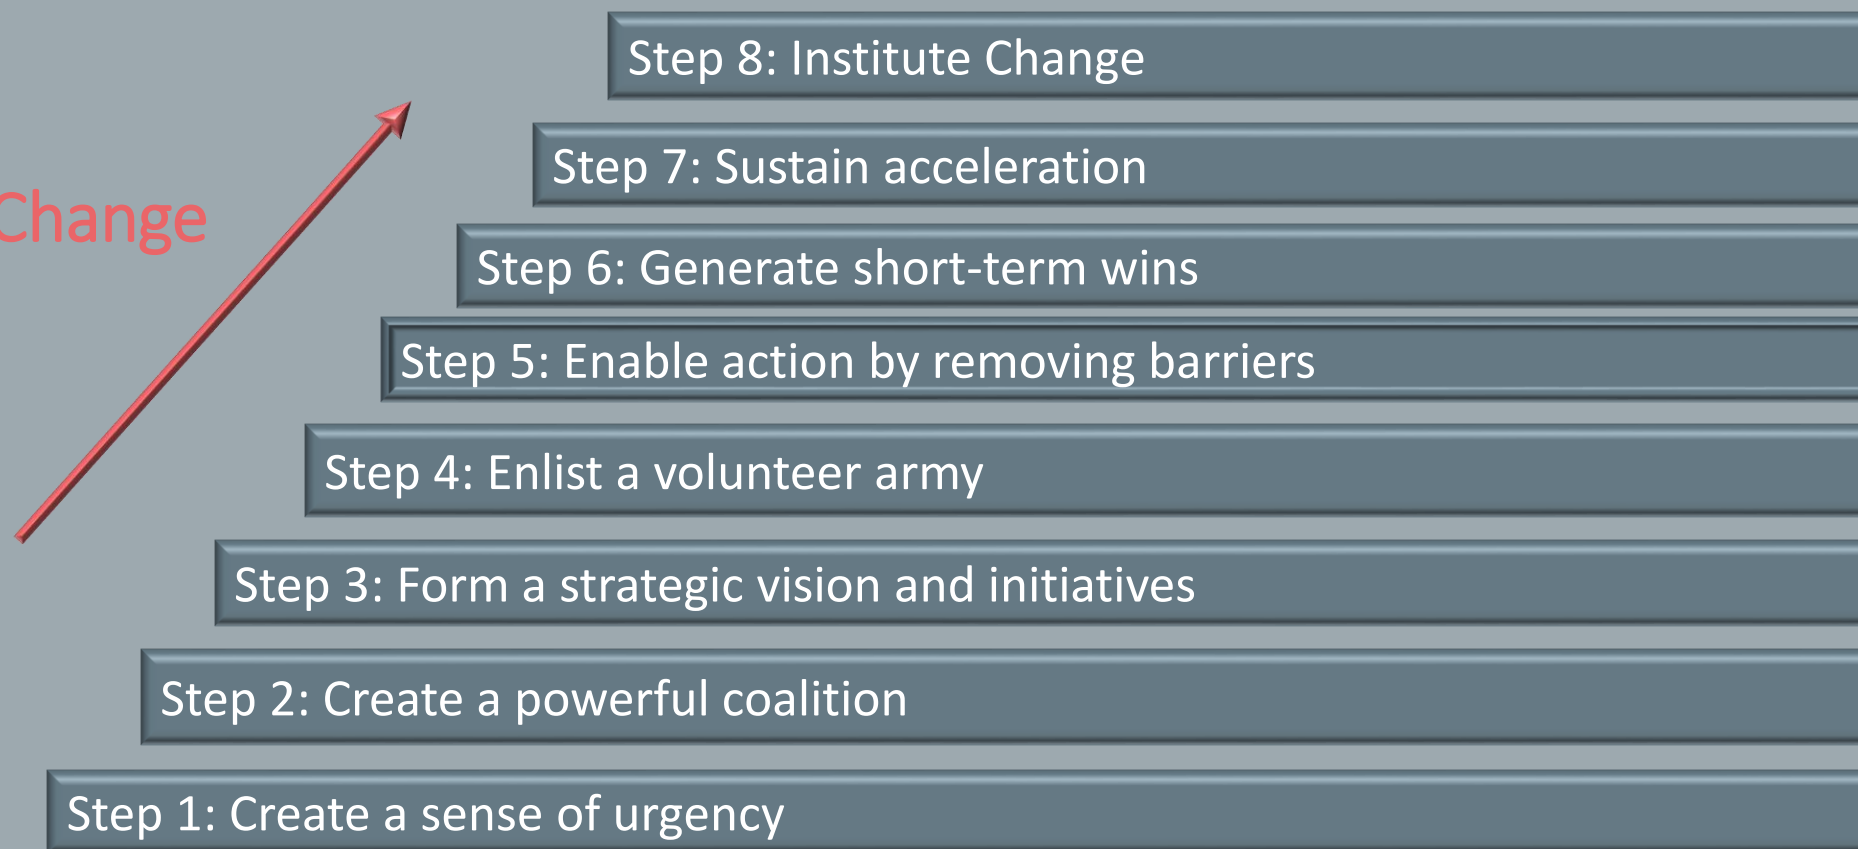 Step 8: Institute Change
Step 7: Sustain acceleration
Change
Step 6: Generate short-term wins
Step 5: Enable action by removing barriers
Step 4: Enlist a volunteer army
Step 3: Form a strategic vision and initiatives
Step 2: Create a powerful coalition
Step 1: Create a sense of urgency